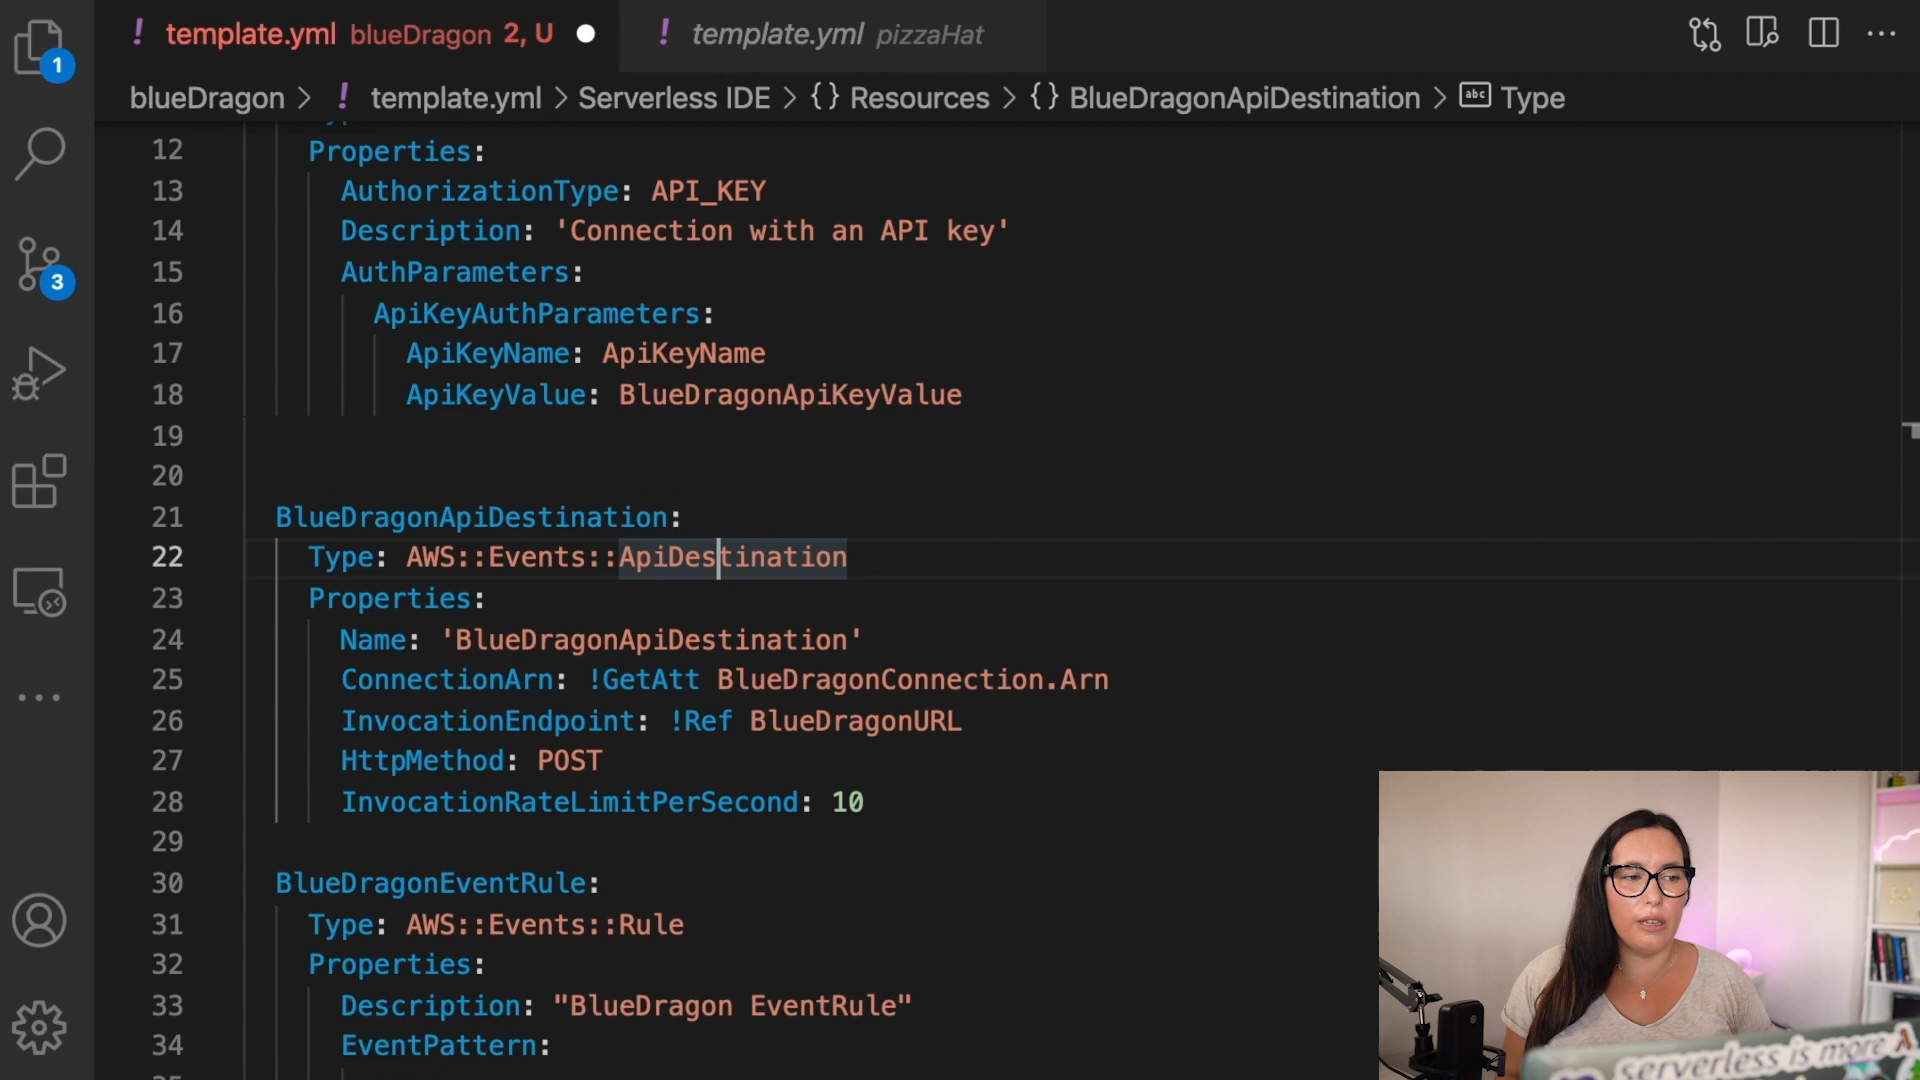 ! template.yml blueDragon 2, U
! template.yml pizzaHat
1
blueDragon > ! template.yml > Serverless IDE > {} Resources > {} BlueDragonApiDestination > abc Type
12 Properties:
13 AuthorizationType: API_KEY
14 Description: 'Connection with an API key'
15 AuthParameters:
16 ApiKeyAuthParameters:
3
17 ApiKeyName: ApiKeyName
18 ApiKeyValue: BlueDragonApiKeyValue
19
20
21 BlueDragonApiDestination:
22 Type: AWS::Events::ApiDestination
23 Properties:
24 Name: 'BlueDragonApiDestination'
25 ConnectionArn: !GetAtt BlueDragonConnection.Arn
26 InvocationEndpoint: !Ref BlueDragonURL
27 HttpMethod: POST
28 InvocationRateLimitPerSecond: 10
29
30 BlueDragonEventRule:
31 Type: AWS::Events::Rule
32 Properties:
33 Description: "BlueDragon EventRule"
34 EventPattern:
serverless is more λ